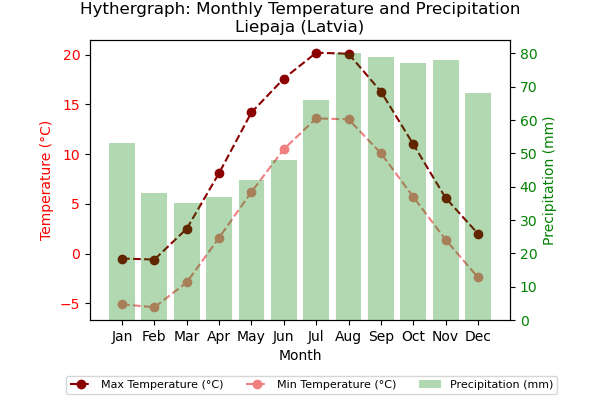 Hythergraph: Monthly Temperature and Precipitation
Liepaja (Latvia)
Temperature (°C)
20
15
10
5
0
−5
80
70
60
50
40
30
20
10
0
Precipitation (mm)
Jan Feb Mar Apr May Jun Jul Aug Sep Oct Nov Dec
Month
Max Temperature (°C) Min Temperature (°C) Precipitation (mm)